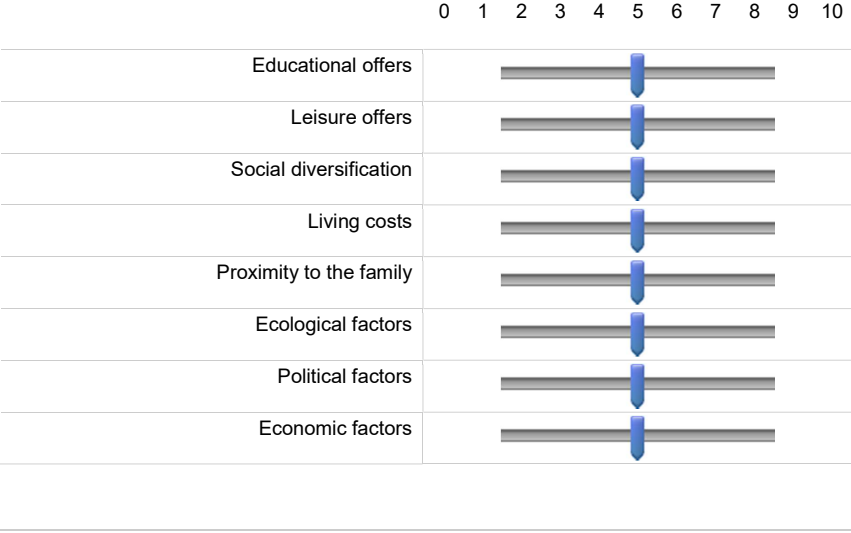 0 1 2 3 4 5 6 7 8 9 10
Educational offers
Leisure offers
Social diversification
Living costs
Proximity to the family
Ecological factors
Political factors
Economic factors